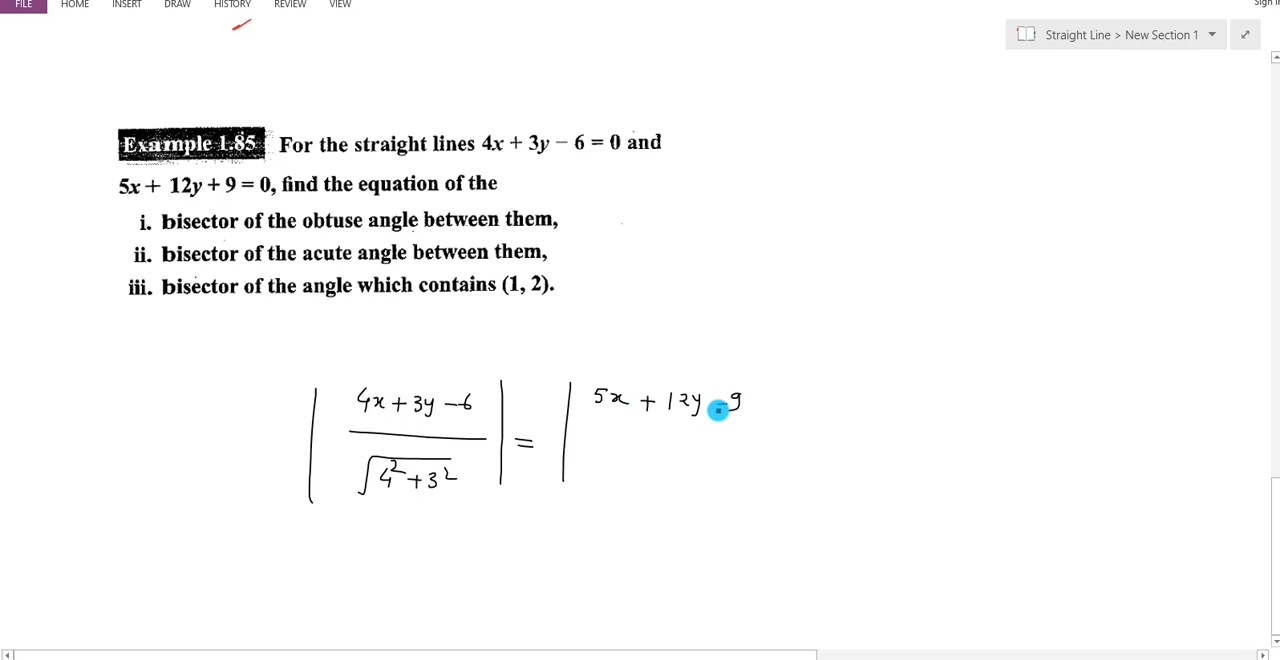 FILE HOME INSERT DRAW HISTORY REVIEW VIEW Sign i
Straight Line > New Section 1
Example 1.85 For the straight lines 4x + 3y − 6 = 0 and
5x + 12y + 9 = 0, find the equation of the
i. bisector of the obtuse angle between them,
ii. bisector of the acute angle between them,
iii. bisector of the angle which contains (1, 2).
| 4x + 3y − 6 / √4² + 3² | = | 5x + 12y − 9